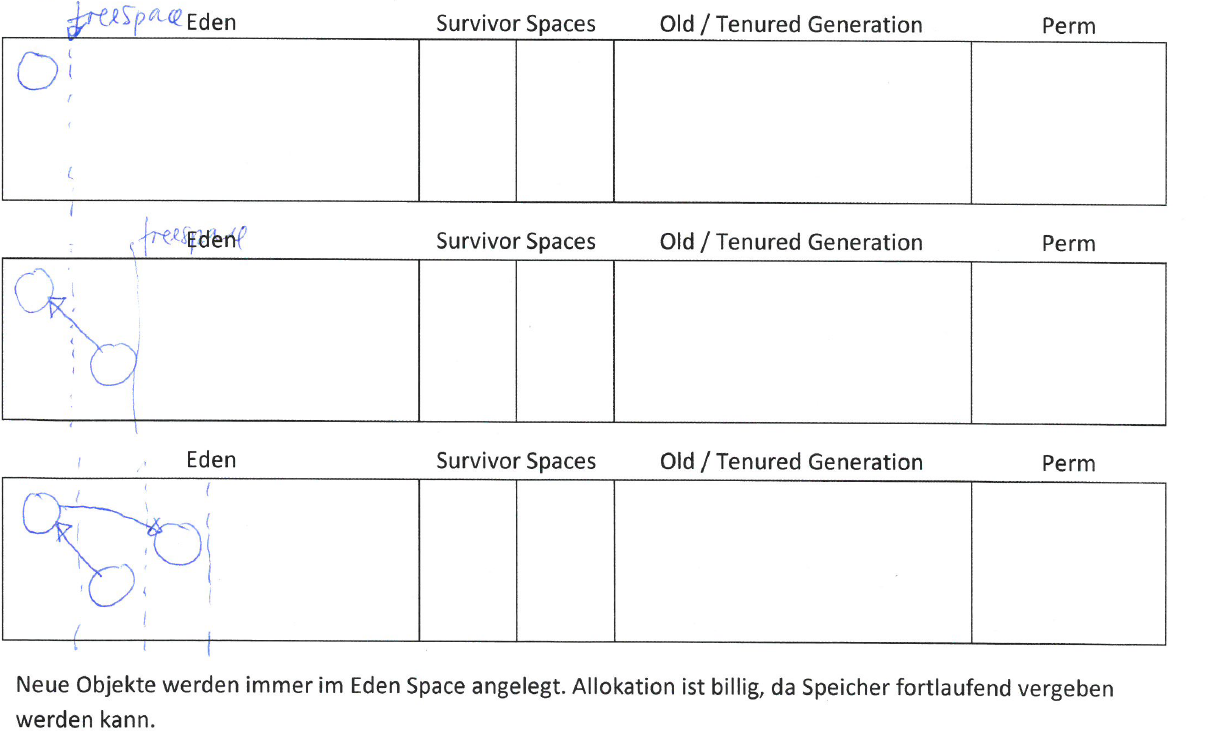 freespace Eden Survivor Spaces Old / Tenured Generation Perm
freespace Eden Survivor Spaces Old / Tenured Generation Perm
Eden Survivor Spaces Old / Tenured Generation Perm
Neue Objekte werden immer im Eden Space angelegt. Allokation ist billig, da Speicher fortlaufend vergeben
werden kann.